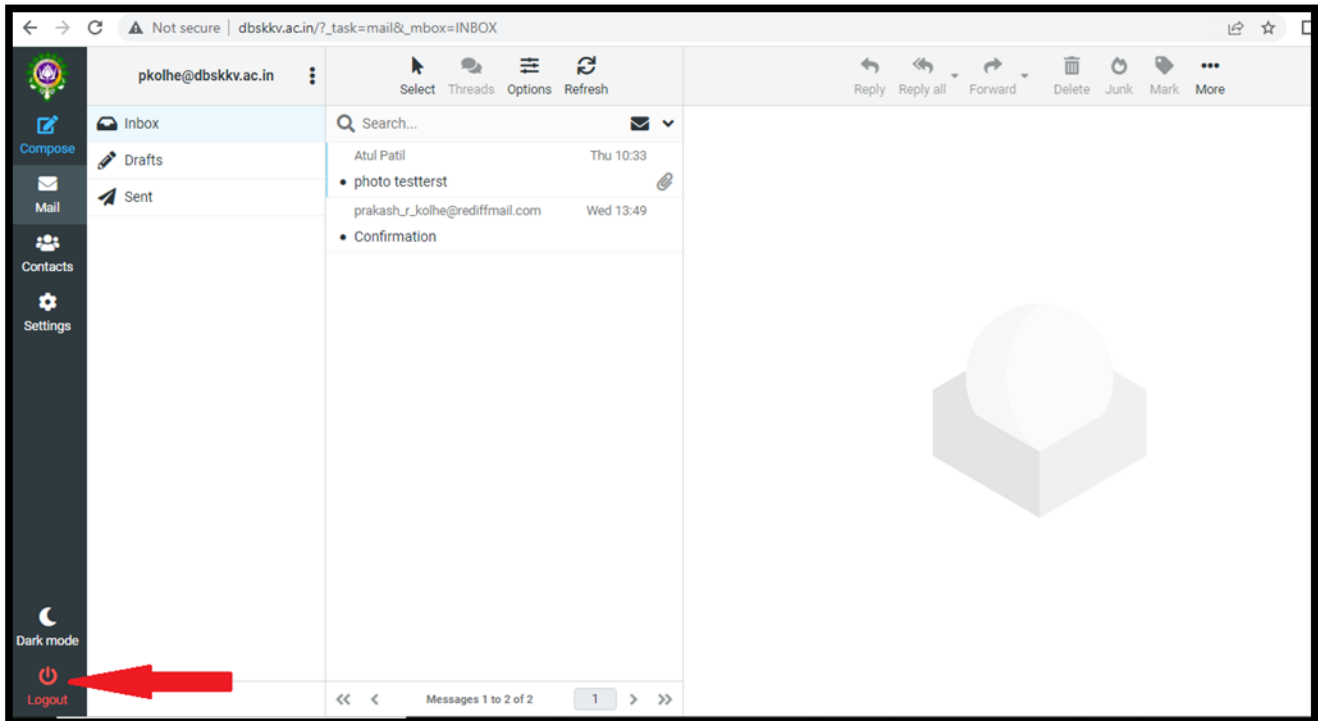 Not secure | dbskkv.ac.in/?_task=mail&_mbox=INBOX
pkolhe@dbskkv.ac.in
Select Threads Options Refresh
Reply Reply all Forward Delete Junk Mark More
Compose
Mail
Contacts
Settings
Dark mode
Logout
Inbox
Drafts
Sent
Search...
Atul Patil Thu 10:33
• photo testterst
prakash_r_kolhe@rediffmail.com Wed 13:49
• Confirmation
Messages 1 to 2 of 2 1